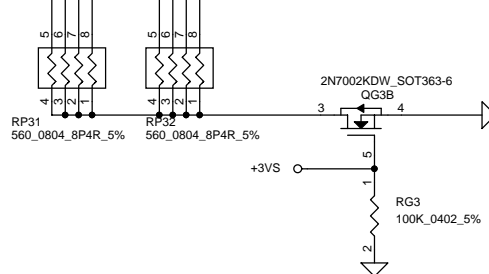 5 6 7 8
5 6 7 8
4 3 2 1
4 3 2 1
RP31
560_0804_8P4R_5%
RP32
560_0804_8P4R_5%
2N7002KDW_SOT363-6
QG3B
3
4
5
+3VS
1
RG3
100K_0402_5%
2